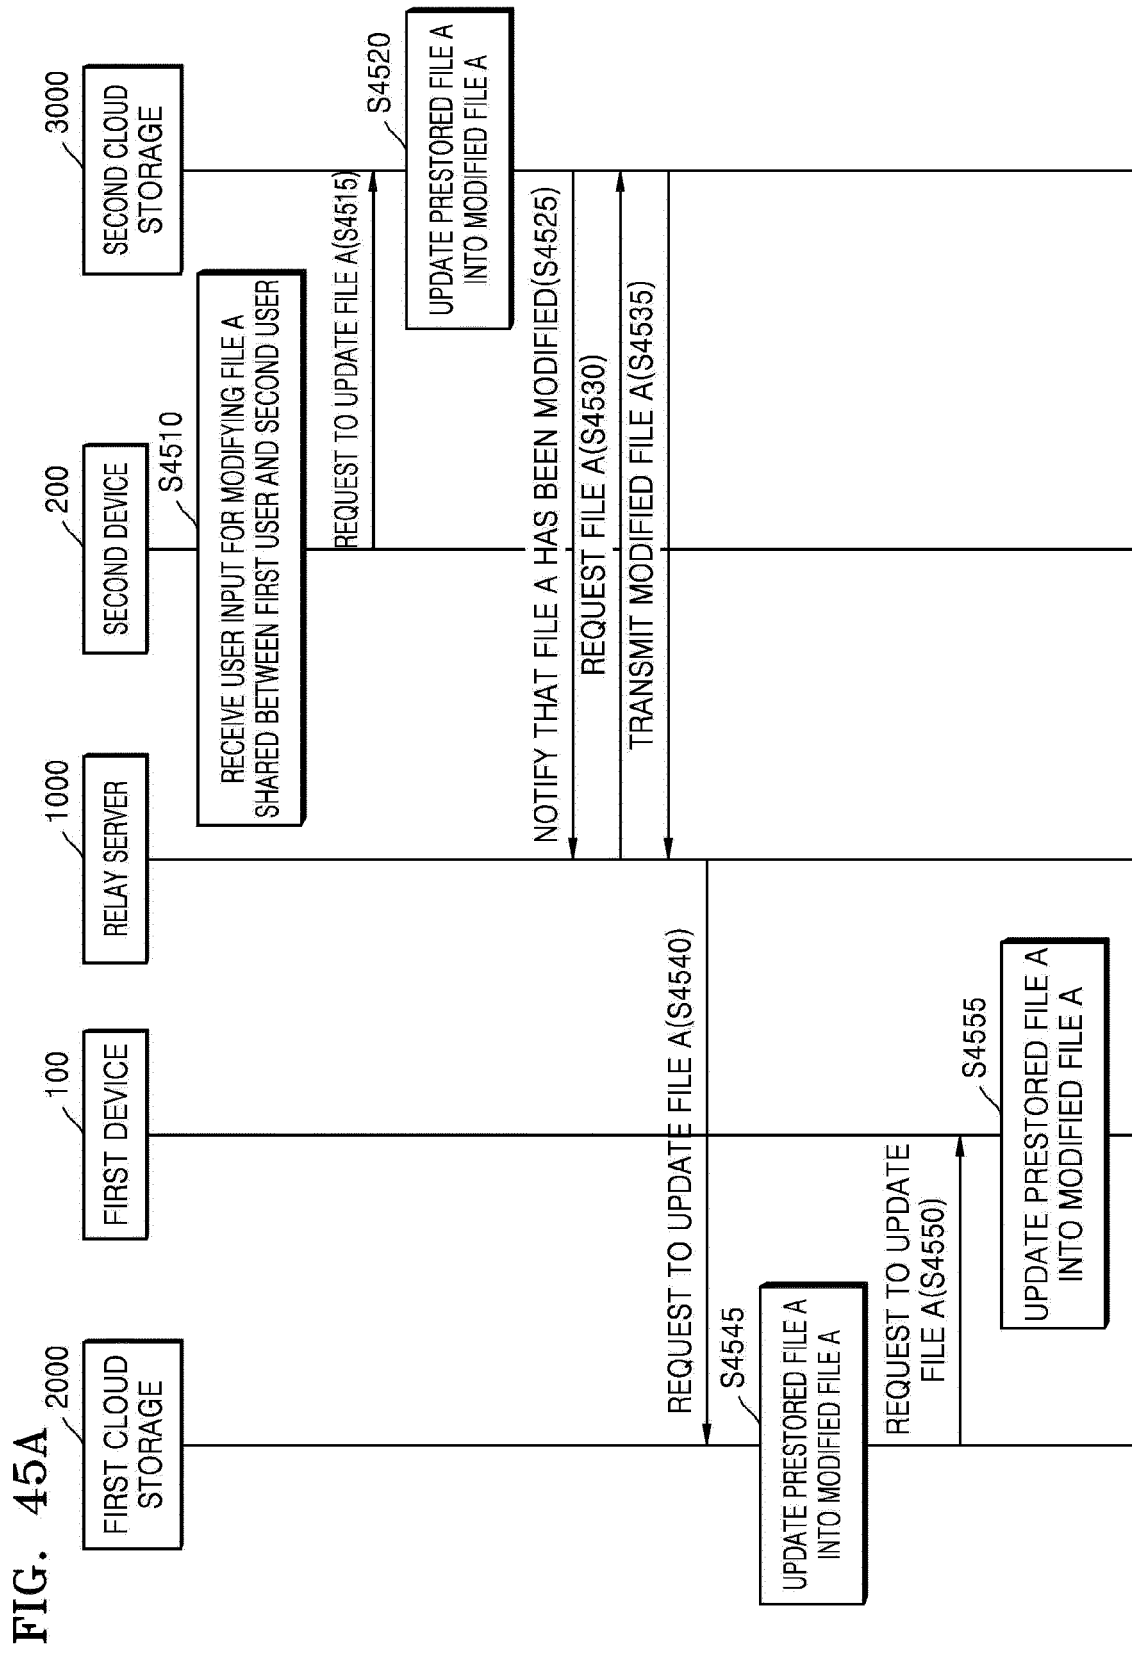 FIG. 45A
2000
FIRST CLOUD
STORAGE
100
FIRST DEVICE
1000
RELAY SERVER
200
SECOND DEVICE
3000
SECOND CLOUD
STORAGE
S4510
RECEIVE USER INPUT FOR MODIFYING FILE A
SHARED BETWEEN FIRST USER AND SECOND USER
REQUEST TO UPDATE FILE A(S4515)
S4520
UPDATE PRESTORED FILE A
INTO MODIFIED FILE A
NOTIFY THAT FILE A HAS BEEN MODIFIED(S4525)
REQUEST FILE A(S4530)
TRANSMIT MODIFIED FILE A(S4535)
REQUEST TO UPDATE FILE A(S4540)
S4545
UPDATE PRESTORED FILE A
INTO MODIFIED FILE A
REQUEST TO UPDATE
FILE A(S4550)
S4555
UPDATE PRESTORED FILE A
INTO MODIFIED FILE A